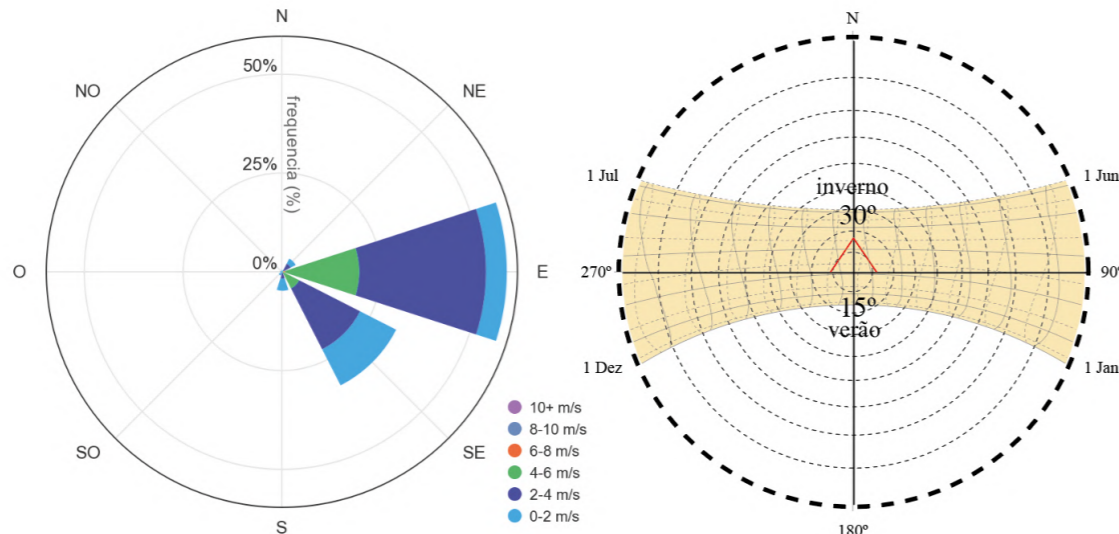 N
NE
E
SE
S
SO
O
NO
50%
25%
0%
frequencia (%)
10+ m/s
8-10 m/s
6-8 m/s
4-6 m/s
2-4 m/s
0-2 m/s
N
1 Jul
1 Jun
inverno
30º
270º
90º
15º
verão
1 Dez
1 Jan
180º